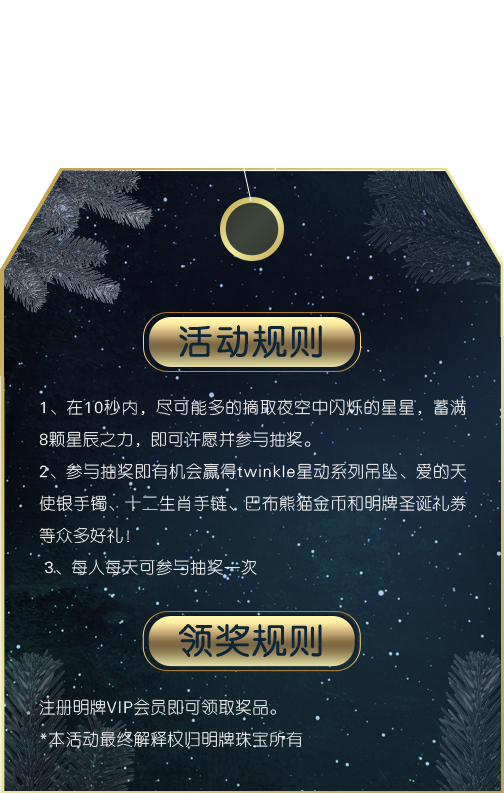 活动规则
1、在10秒内，尽可能多的摘取夜空中闪烁的星星，蓄满
8颗星辰之力，即可许愿并参与抽奖。
2、参与抽奖即有机会赢得twinkle星动系列吊坠、爱的天
使银手镯、十二生肖手链、巴布熊猫金币和明牌圣诞礼券
等众多好礼！
3、每人每天可参与抽奖一次
领奖规则
注册明牌VIP会员即可领取奖品。
*本活动最终解释权归明牌珠宝所有